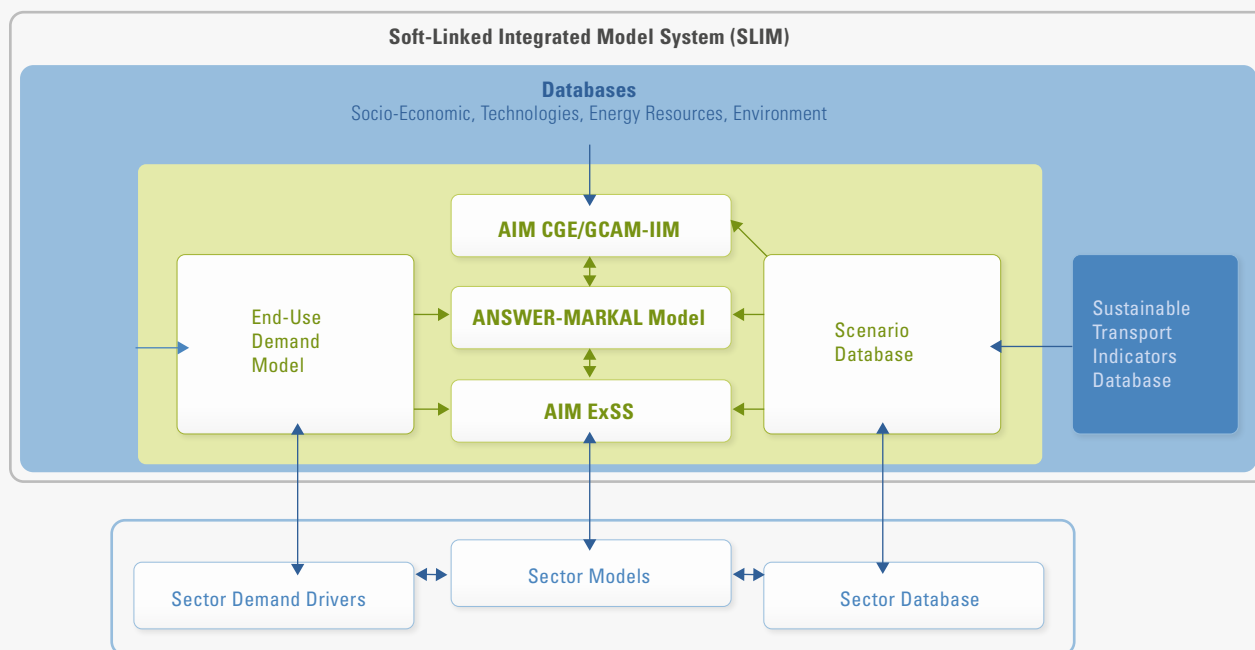 Soft-Linked Integrated Model System (SLIM)
Databases
Socio-Economic, Technologies, Energy Resources, Environment
AIM CGE/GCAM-IIM
End-Use
Demand
Model
ANSWER-MARKAL Model
Scenario
Database
Sustainable
Transport
Indicators
Database
AIM ExSS
Sector Demand Drivers
Sector Models
Sector Database